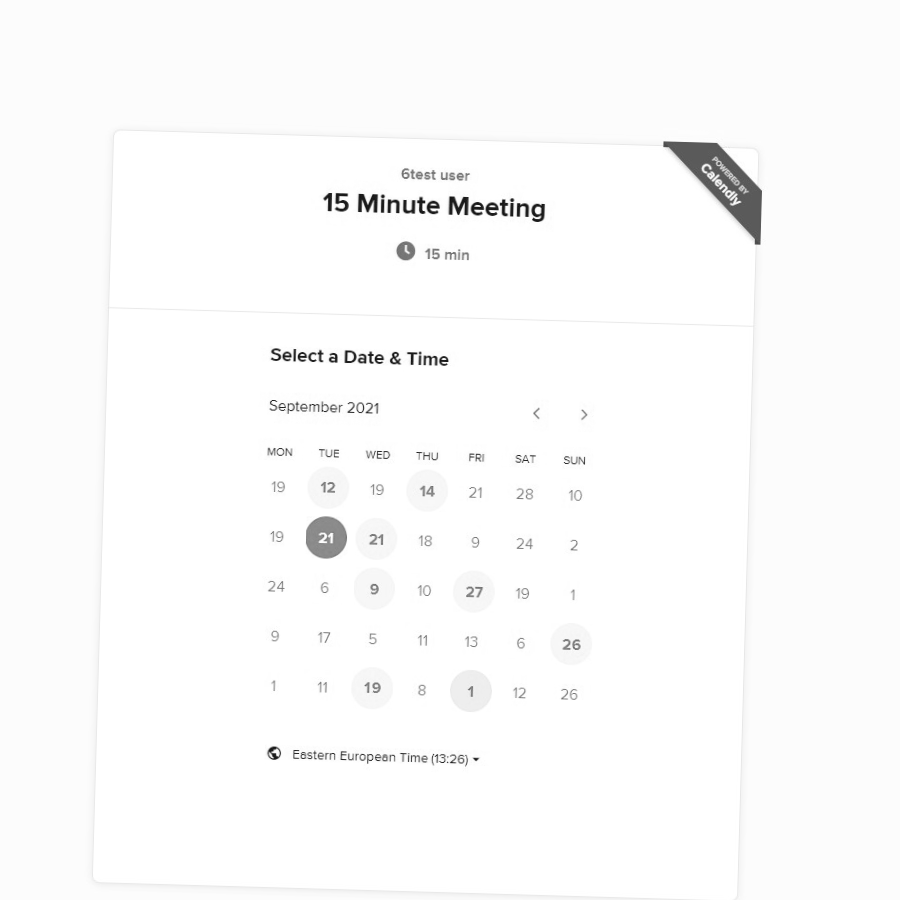 6test user
15 Minute Meeting
15 min
POWERED BY
Calendly
Select a Date & Time
September 2021
MON TUE WED THU FRI SAT SUN
19 12 19 14 21 28 10
19 21 21 18 9 24 2
24 6 9 10 27 19 1
9 17 5 11 13 6 26
1 11 19 8 1 12 26
Eastern European Time (13:26)